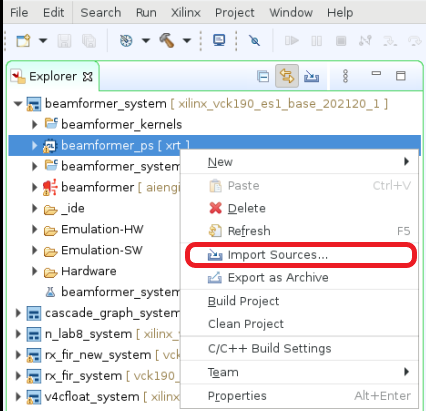 File Edit Search Run Xilinx Project Window Help
Explorer
beamformer_system [ xilinx_vck190_es1_base_202120_1 ]
beamformer_kernels
beamformer_ps [ xrt ]
beamformer_system
beamformer [ aiengi
_ide
Emulation-HW
Emulation-SW
Hardware
beamformer_system
cascade_graph_system
n_lab8_system [ xilinx_
rx_fir_new_system [ vck
rx_fir_system [ vck190_
v4cfloat_system [ xilinx
New
Paste Ctrl+V
Delete
Refresh F5
Import Sources...
Export as Archive
Build Project
Clean Project
C/C++ Build Settings
Team
Properties Alt+Enter